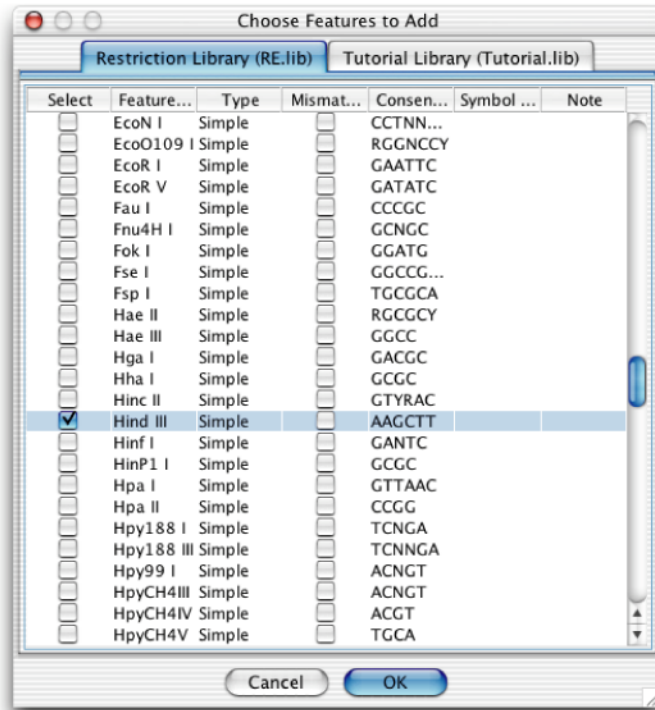 Choose Features to Add
Restriction Library (RE.lib) Tutorial Library (Tutorial.lib)
Select Feature... Type Mismat... Consen... Symbol ... Note
EcoN I Simple CCTNN...
EcoO109 I Simple RGGNCCY
EcoR I Simple GAATTC
EcoR V Simple GATATC
Fau I Simple CCCGC
Fnu4H I Simple GCNGC
Fok I Simple GGATG
Fse I Simple GGCCG...
Fsp I Simple TGCGCA
Hae II Simple RGCGCY
Hae III Simple GGCC
Hga I Simple GACGC
Hha I Simple GCGC
Hinc II Simple GTYRAC
Hind III Simple AAGCTT
Hinf I Simple GANTC
HinP1 I Simple GCGC
Hpa I Simple GTTAAC
Hpa II Simple CCGG
Hpy188 I Simple TCNGA
Hpy188 III Simple TCNNGA
Hpy99 I Simple ACNGT
HpyCH4III Simple ACNGT
HpyCH4IV Simple ACGT
HpyCH4V Simple TGCA
Cancel OK